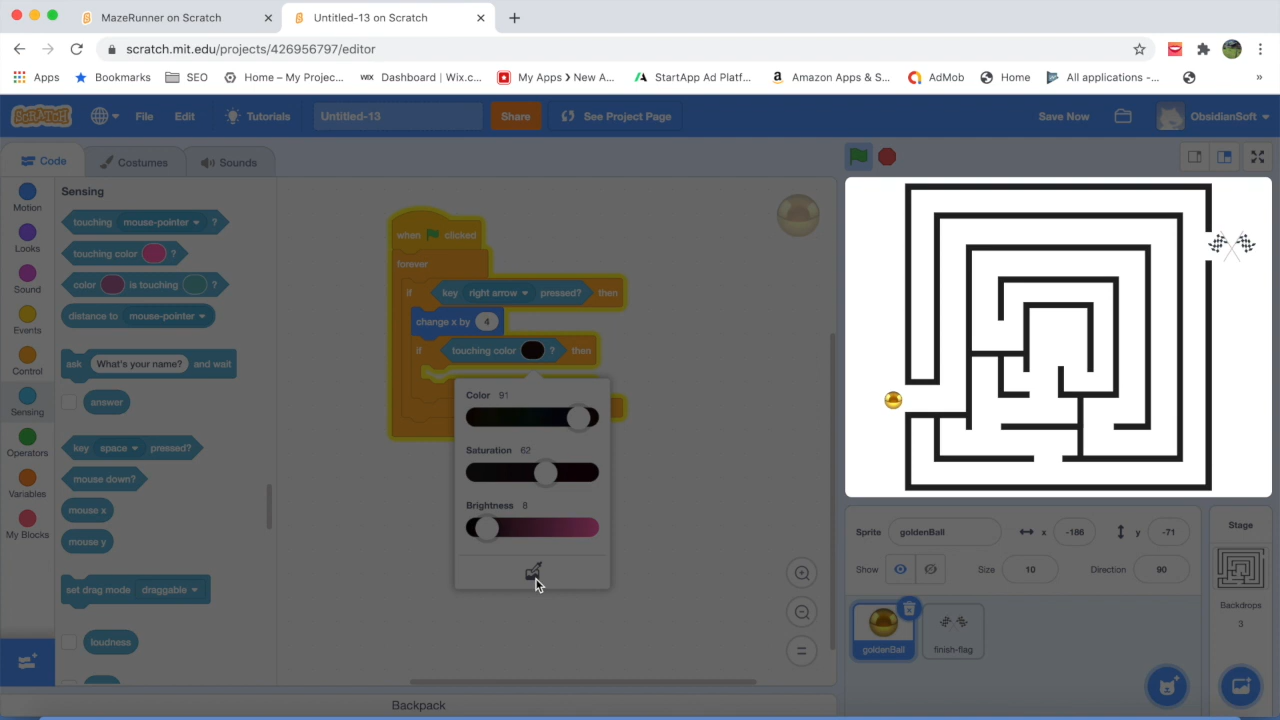 MazeRunner on Scratch
Untitled-13 on Scratch
scratch.mit.edu/projects/426956797/editor
Apps Bookmarks SEO Home – My Projec... WIX Dashboard | Wix.c... My Apps > New A... StartApp Ad Platf... Amazon Apps & S... AdMob Home All applications -... »
SCRATCH File Edit Tutorials Untitled-13 Share See Project Page Save Now ObsidianSoft
Code Costumes Sounds
Motion
Looks
Sound
Events
Control
Sensing
Operators
Variables
My Blocks
Sensing
touching mouse-pointer ?
touching color ?
color is touching ?
distance to mouse-pointer
ask What's your name? and wait
answer
key space pressed?
mouse down?
mouse x
mouse y
set drag mode draggable
loudness
when clicked
forever
if key right arrow pressed? then
change x by 4
if touching color ? then
Color 91
Saturation 62
Brightness 8
Backpack
Sprite goldenBall x -186 y -71
Show Size 10 Direction 90
goldenBall
finish-flag
Stage
Backdrops
3